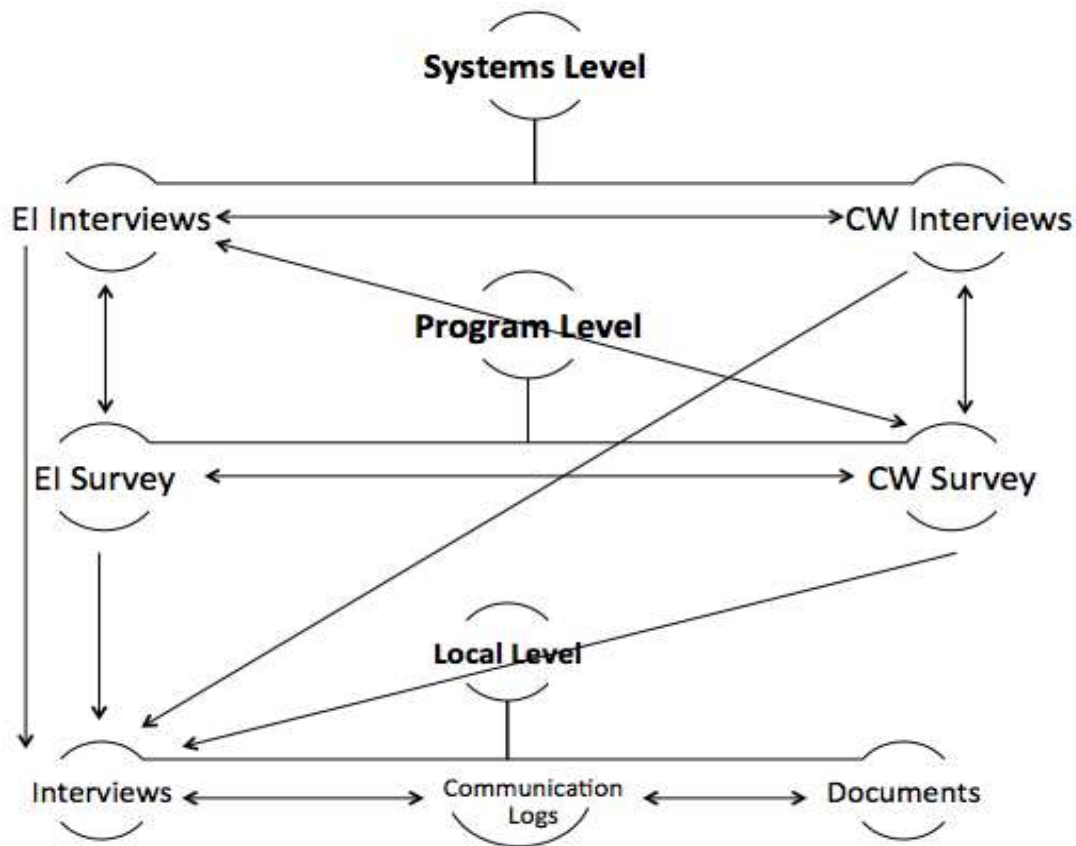 Systems Level
EI Interviews
CW Interviews
Program Level
EI Survey
CW Survey
Local Level
Interviews
Communication
Logs
Documents